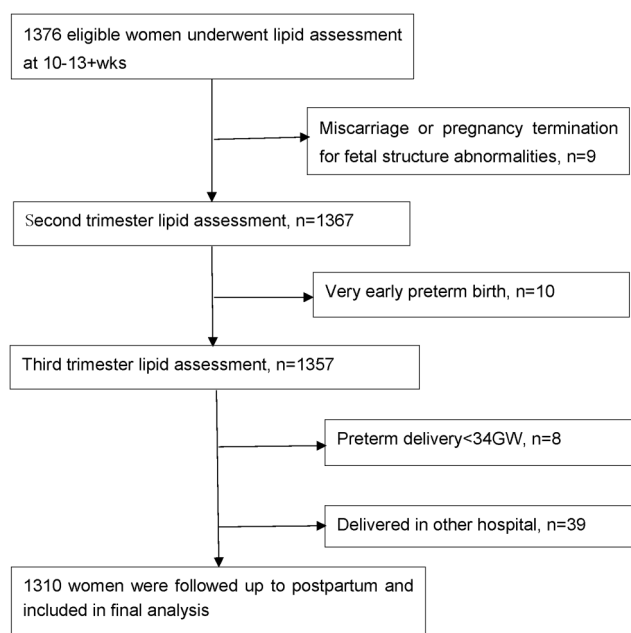 1376 eligible women underwent lipid assessment
at 10-13+wks
Miscarriage or pregnancy termination
for fetal structure abnormalities, n=9
Second trimester lipid assessment, n=1367
Very early preterm birth, n=10
Third trimester lipid assessment, n=1357
Preterm delivery<34GW, n=8
Delivered in other hospital, n=39
1310 women were followed up to postpartum and
included in final analysis